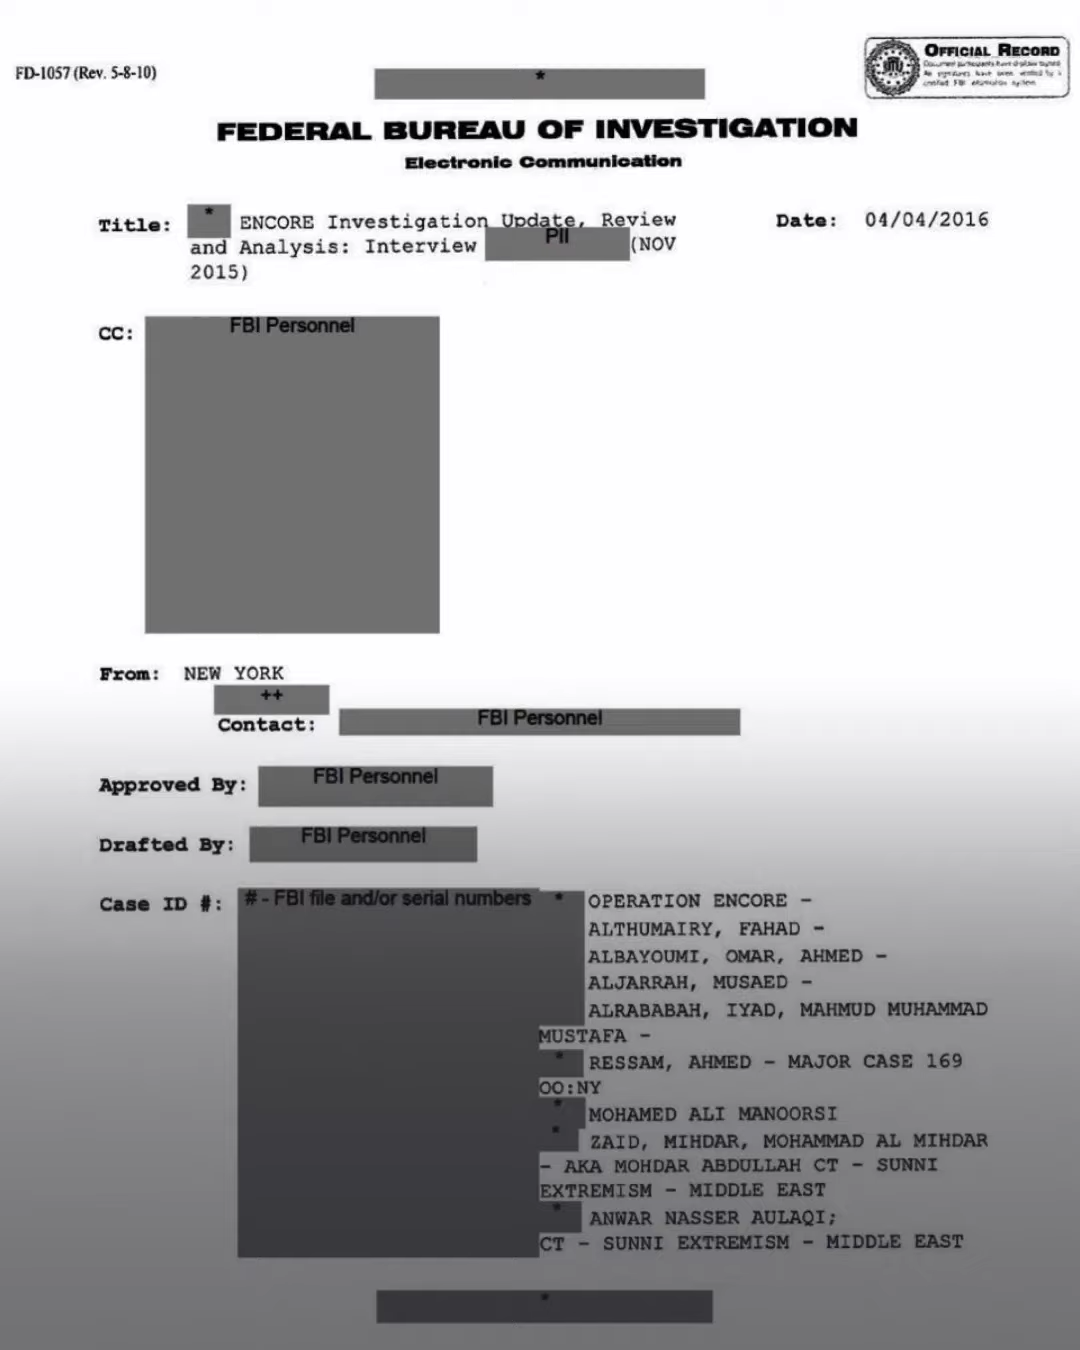 FD-1057 (Rev. 5-8-10)
*
OFFICIAL RECORD
FEDERAL BUREAU OF INVESTIGATION
Electronic Communication
Title: * ENCORE Investigation Update, Review
and Analysis: Interview PII (NOV
2015)
Date: 04/04/2016
CC: FBI Personnel
From: NEW YORK
++
Contact: FBI Personnel
Approved By: FBI Personnel
Drafted By: FBI Personnel
Case ID #: # - FBI file and/or serial numbers * OPERATION ENCORE -
ALTHUMAIRY, FAHAD -
ALBAYOUMI, OMAR, AHMED -
ALJARRAH, MUSAED -
ALRABABAH, IYAD, MAHMUD MUHAMMAD
MUSTAFA -
* RESSAM, AHMED - MAJOR CASE 169
OO:NY
* MOHAMED ALI MANOORSI
* ZAID, MIHDAR, MOHAMMAD AL MIHDAR
- AKA MOHDAR ABDULLAH CT - SUNNI
EXTREMISM - MIDDLE EAST
* ANWAR NASSER AULAQI;
CT - SUNNI EXTREMISM - MIDDLE EAST
*